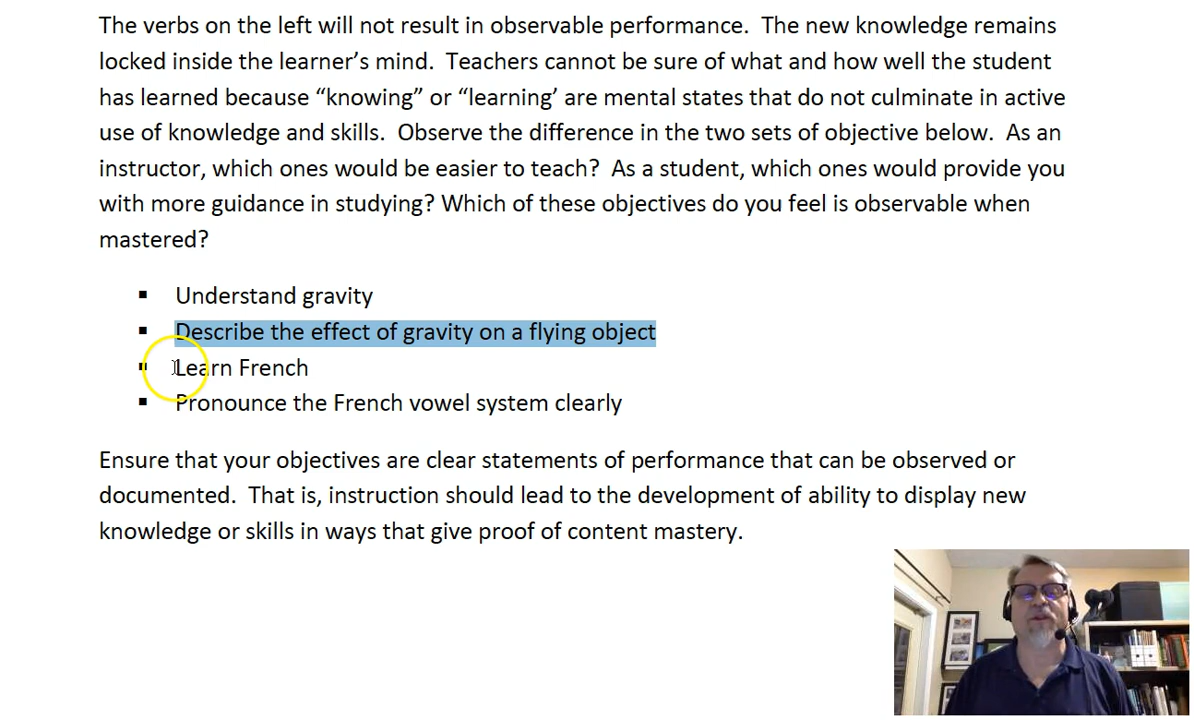 The verbs on the left will not result in observable performance.  The new knowledge remains
locked inside the learner’s mind.  Teachers cannot be sure of what and how well the student
has learned because “knowing” or “learning’ are mental states that do not culminate in active
use of knowledge and skills.  Observe the difference in the two sets of objective below.  As an
instructor, which ones would be easier to teach?  As a student, which ones would provide you
with more guidance in studying? Which of these objectives do you feel is observable when
mastered?
▪ Understand gravity
▪ Describe the effect of gravity on a flying object
▪ Learn French
▪ Pronounce the French vowel system clearly
Ensure that your objectives are clear statements of performance that can be observed or
documented.  That is, instruction should lead to the development of ability to display new
knowledge or skills in ways that give proof of content mastery.